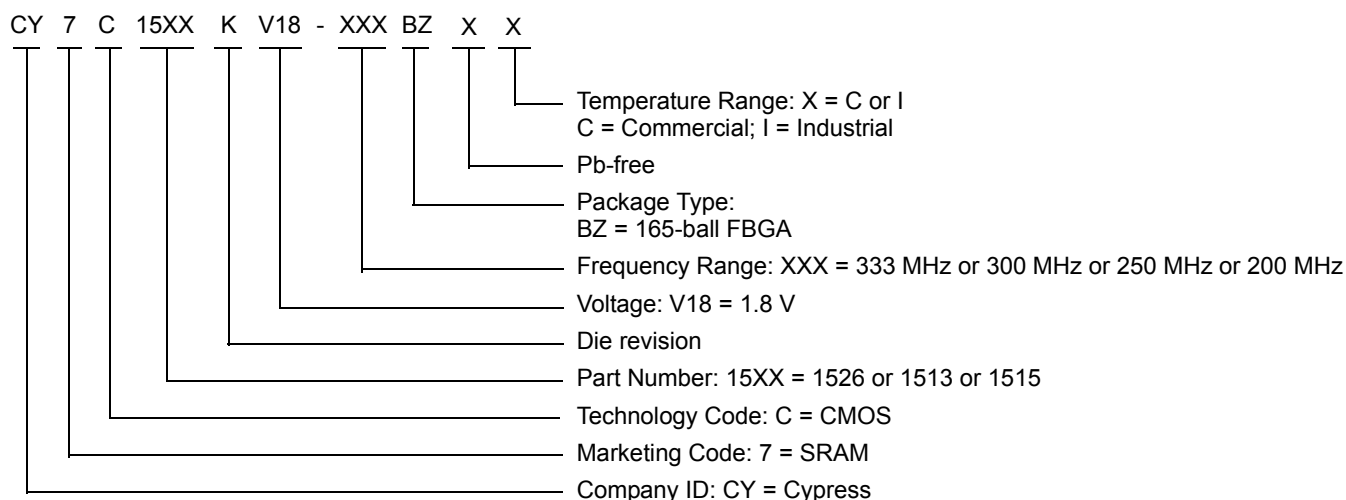 CY 7 C 15XX K V18 - XXX BZ X X
Temperature Range: X = C or I
C = Commercial; I = Industrial
Pb-free
Package Type:
BZ = 165-ball FBGA
Frequency Range: XXX = 333 MHz or 300 MHz or 250 MHz or 200 MHz
Voltage: V18 = 1.8 V
Die revision
Part Number: 15XX = 1526 or 1513 or 1515
Technology Code: C = CMOS
Marketing Code: 7 = SRAM
Company ID: CY = Cypress